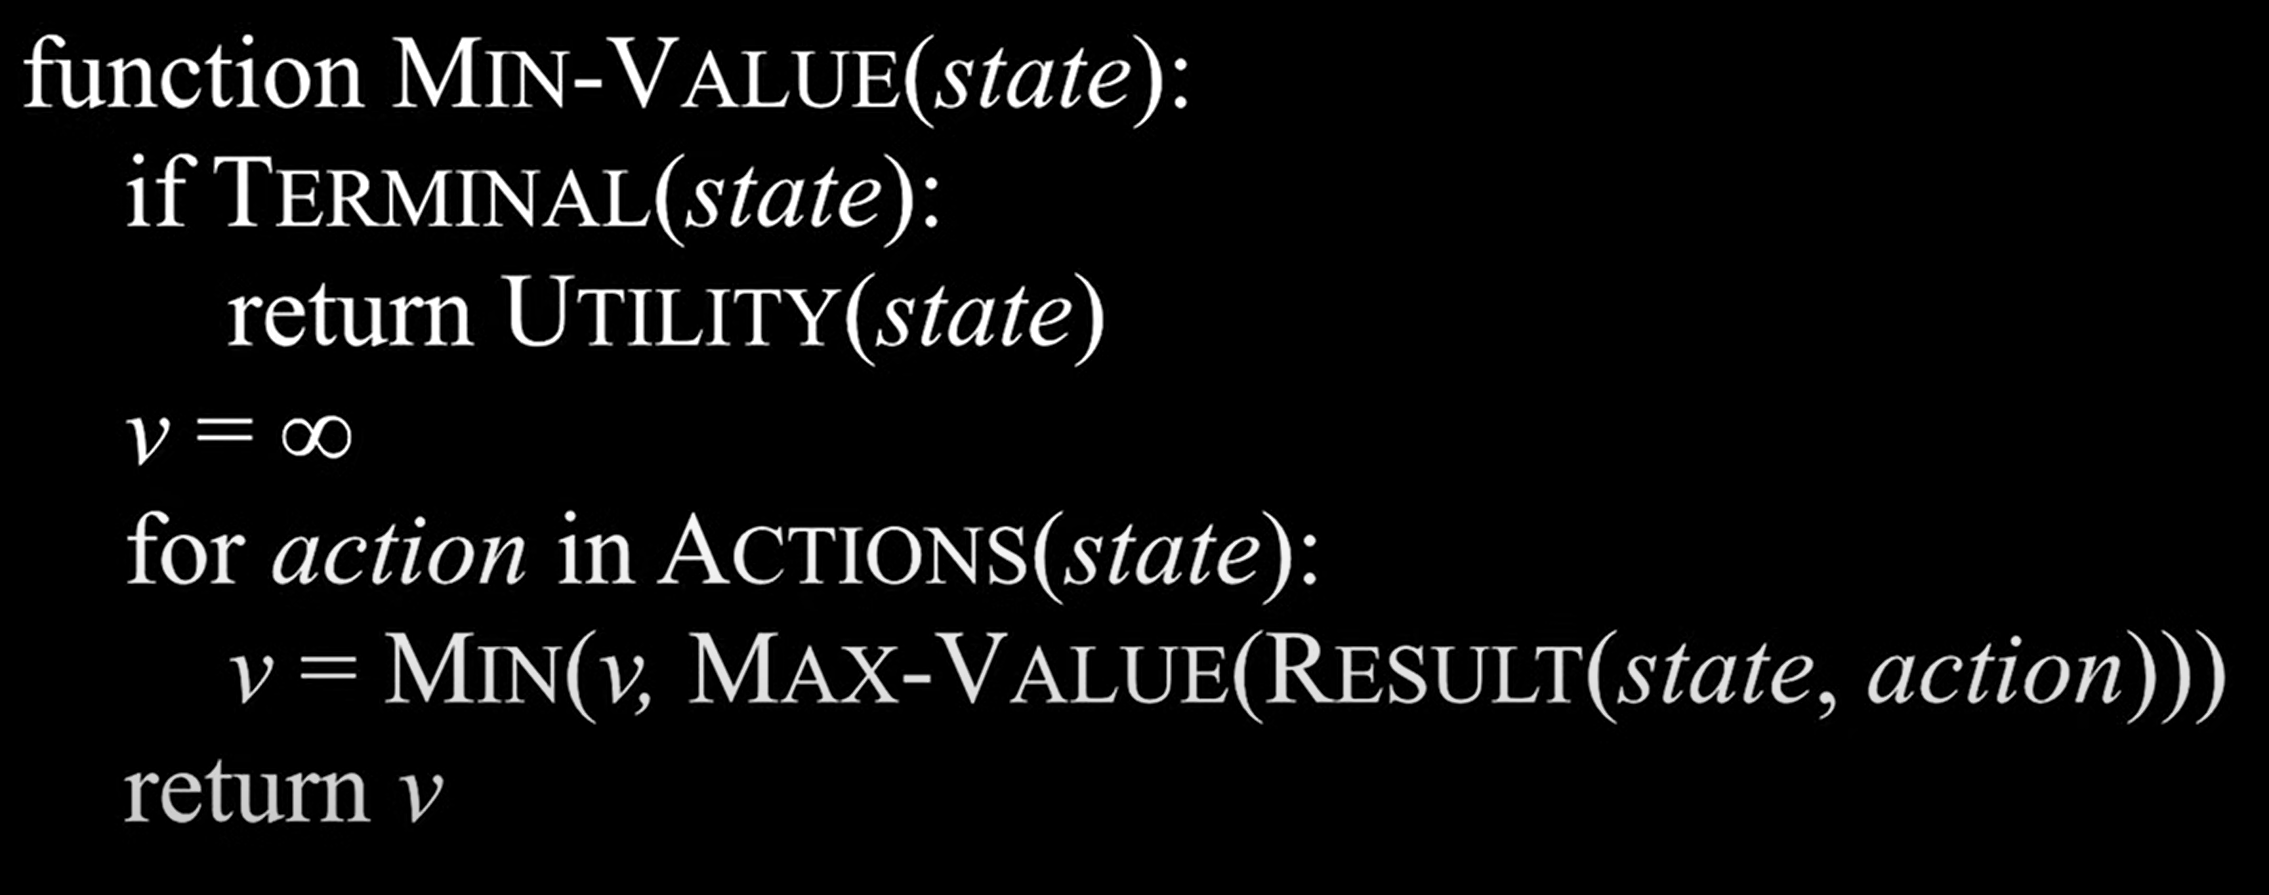 function MIN-VALUE(state):
if TERMINAL(state):
return UTILITY(state)
v = ∞
for action in ACTIONS(state):
v = MIN(v, MAX-VALUE(RESULT(state, action)))
return v